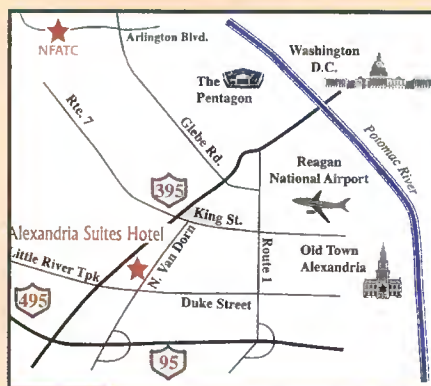 NFATC
Arlington Blvd.
Washington
D.C.
The
Pentagon
Rte. 7
Glebe Rd.
Potomac River
395
Reagan
National Airport
King St.
Alexandria Suites Hotel
N. Van Dorn
Route 1
Old Town
Alexandria
Little River Tpk
Duke Street
495
95